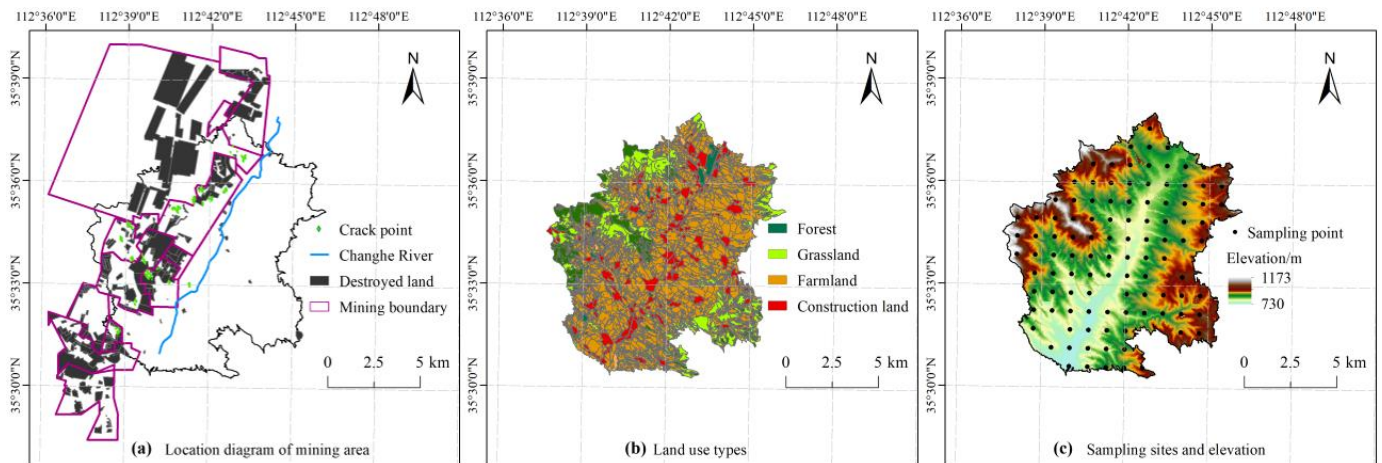 112°36'0"E 112°39'0"E 112°42'0"E 112°45'0"E 112°48'0"E
35°39'0"N
35°36'0"N
35°33'0"N
35°30'0"N
N
Crack point
Changhe River
Destroyed land
Mining boundary
0 2.5 5 km
(a) Location diagram of mining area
112°36'0"E 112°39'0"E 112°42'0"E 112°45'0"E 112°48'0"E
35°39'0"N
35°36'0"N
35°33'0"N
35°30'0"N
N
Forest
Grassland
Farmland
Construction land
0 2.5 5 km
(b) Land use types
112°36'0"E 112°39'0"E 112°42'0"E 112°45'0"E 112°48'0"E
35°39'0"N
35°36'0"N
35°33'0"N
35°30'0"N
N
Sampling point
Elevation/m
1173
730
0 2.5 5 km
(c) Sampling sites and elevation